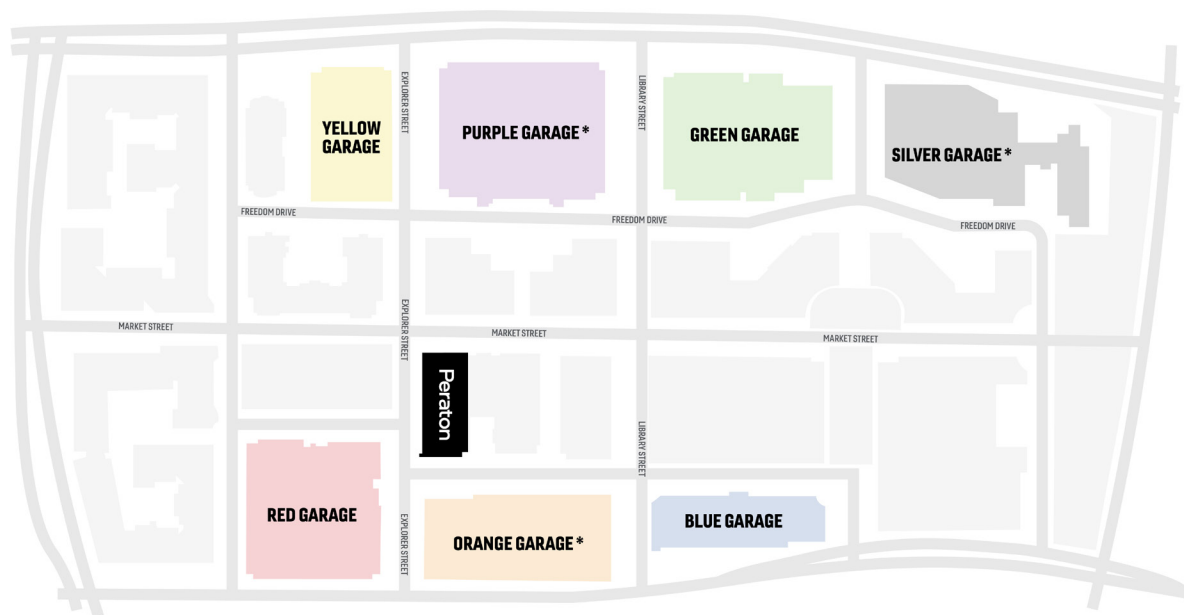 EXPLORER STREET
LIBRARY STREET
YELLOW
GARAGE
PURPLE GARAGE *
GREEN GARAGE
SILVER GARAGE *
FREEDOM DRIVE
FREEDOM DRIVE
FREEDOM DRIVE
EXPLORER STREET
MARKET STREET
MARKET STREET
MARKET STREET
Peraton
LIBRARY STREET
RED GARAGE
EXPLORER STREET
ORANGE GARAGE *
BLUE GARAGE